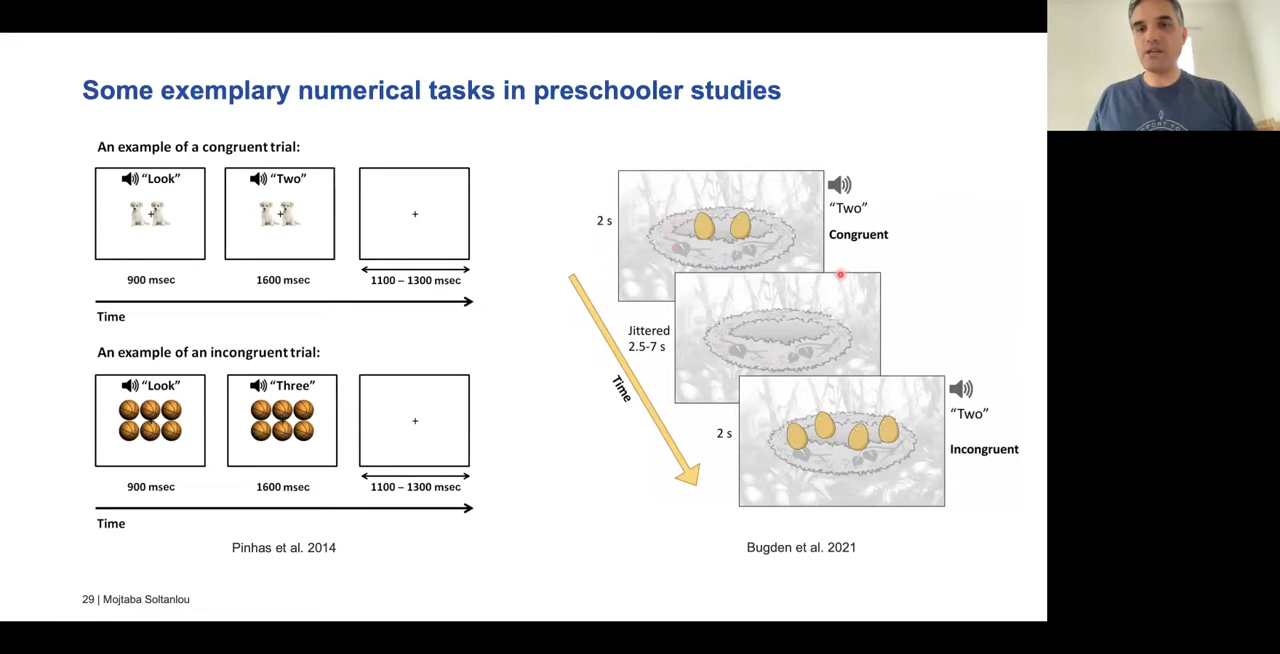 Some exemplary numerical tasks in preschooler studies
An example of a congruent trial:
"Look"
"Two"
+
+
+
900 msec
1600 msec
1100 – 1300 msec
Time
An example of an incongruent trial:
"Look"
"Three"
+
900 msec
1600 msec
1100 – 1300 msec
Time
Pinhas et al. 2014
2 s
"Two"
Congruent
Jittered
2.5-7 s
Time
2 s
"Two"
Incongruent
Bugden et al. 2021
29 | Mojtaba Soltanlou
PORT YO